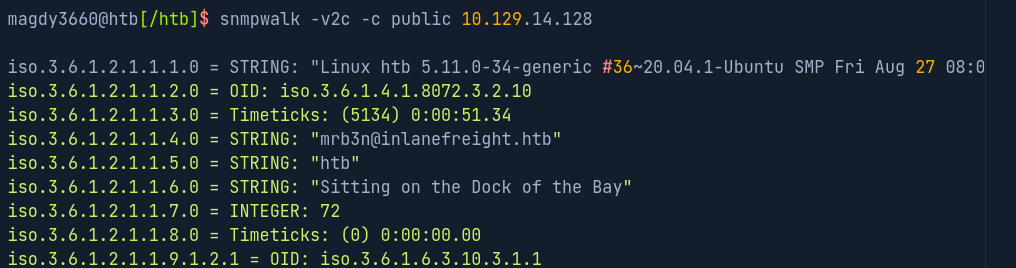 magdy3660@htb[/htb]$ snmpwalk -v2c -c public 10.129.14.128
iso.3.6.1.2.1.1.1.0 = STRING: "Linux htb 5.11.0-34-generic #36~20.04.1-Ubuntu SMP Fri Aug 27 08:0
iso.3.6.1.2.1.1.2.0 = OID: iso.3.6.1.4.1.8072.3.2.10
iso.3.6.1.2.1.1.3.0 = Timeticks: (5134) 0:00:51.34
iso.3.6.1.2.1.1.4.0 = STRING: "mrb3n@inlanefreight.htb"
iso.3.6.1.2.1.1.5.0 = STRING: "htb"
iso.3.6.1.2.1.1.6.0 = STRING: "Sitting on the Dock of the Bay"
iso.3.6.1.2.1.1.7.0 = INTEGER: 72
iso.3.6.1.2.1.1.8.0 = Timeticks: (0) 0:00:00.00
iso.3.6.1.2.1.1.9.1.2.1 = OID: iso.3.6.1.6.3.10.3.1.1